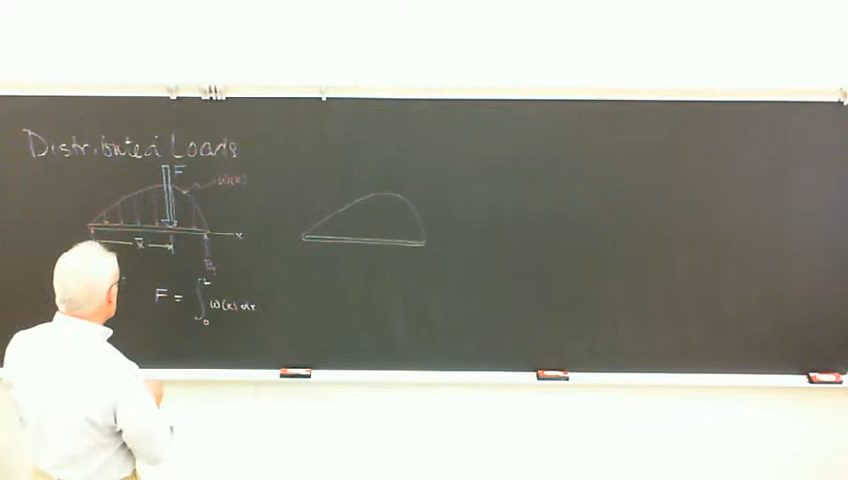 Distributed Loads
F
w(x)
x
x̄
F = ∫₀ᴸ w(x) dx